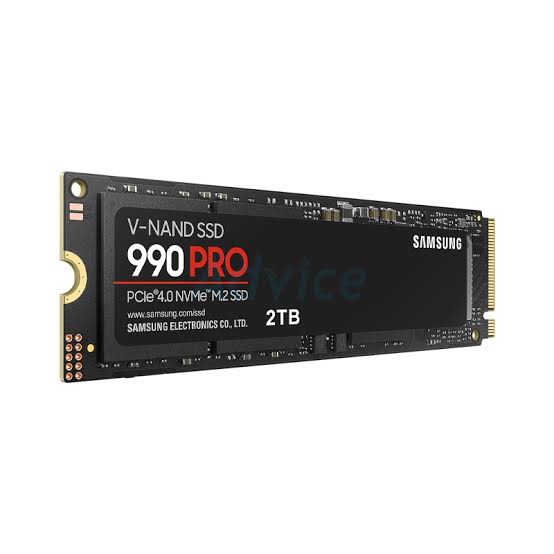 V-NAND SSD
990 PRO
PCIe®4.0 NVMe™ M.2 SSD
www.samsung.com/ssd
SAMSUNG ELECTRONICS CO., LTD.
2TB
SAMSUNG